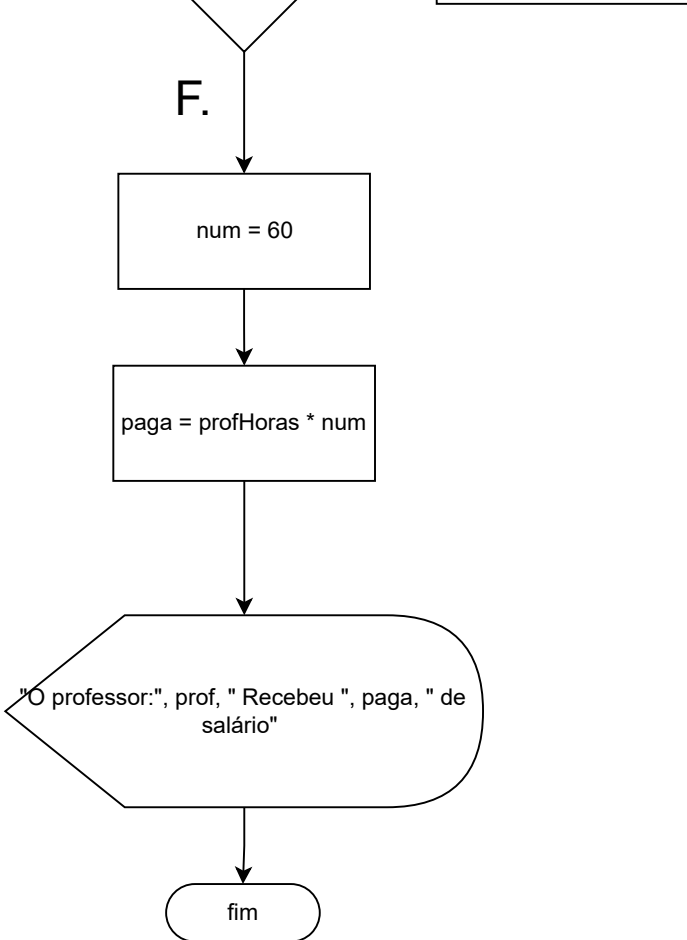 F.
num = 60
paga = profHoras * num
"O professor:", prof, " Recebeu ", paga, " de
salário"
fim